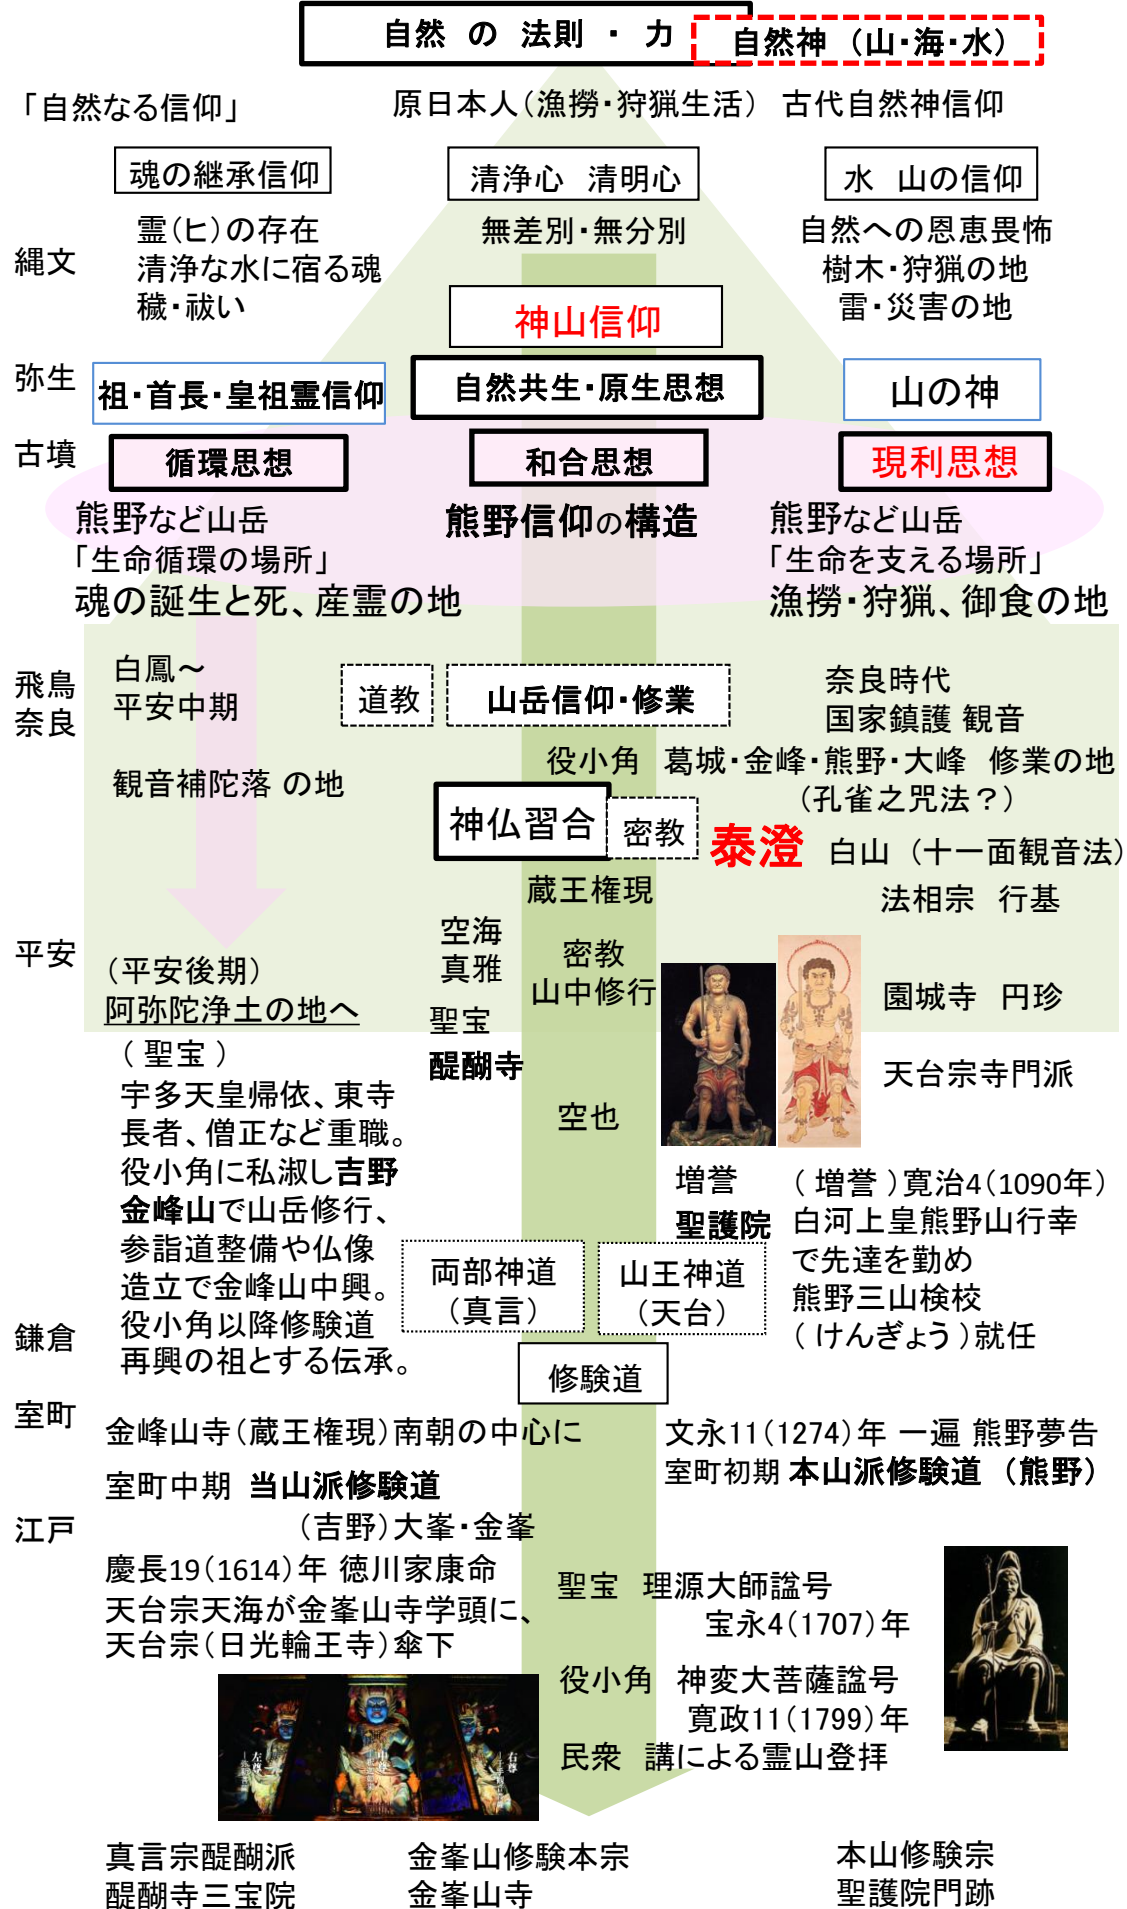 自然 の 法則 ・ 力
自然神 （山・海・水）
「自然なる信仰」
原日本人（漁撈・狩猟生活） 古代自然神信仰
魂の継承信仰
清浄心 清明心
水 山の信仰
縄文
霊（ヒ）の存在
清浄な水に宿る魂
穢・祓い
無差別・無分別
自然への恩恵畏怖
樹木・狩猟の地
雷・災害の地
神山信仰
弥生
祖・首長・皇祖霊信仰
自然共生・原生思想
山の神
古墳
循環思想
和合思想
現利思想
熊野など山岳
「生命循環の場所」
魂の誕生と死、産霊の地
熊野信仰の構造
熊野など山岳
「生命を支える場所」
漁撈・狩猟、御食の地
飛鳥
奈良
白鳳～
平安中期
道教
山岳信仰・修業
奈良時代
国家鎮護 観音
役小角 葛城・金峰・熊野・大峰 修業の地
（孔雀之咒法？）
観音補陀落 の地
神仏習合
密教
泰澄 白山 （十一面観音法）
蔵王権現
法相宗 行基
平安
（平安後期）
阿弥陀浄土の地へ
空海
真雅
密教
山中修行
聖宝
醍醐寺
園城寺 円珍
天台宗寺門派
空也
（ 聖宝 ）
宇多天皇帰依、東寺
長者、僧正など重職。
役小角に私淑し吉野
金峰山で山岳修行、
参詣道整備や仏像
造立で金峰山中興。
役小角以降修験道
再興の祖とする伝承。
増誉
聖護院
（ 増誉 ）寛治4（1090年）
白河上皇熊野山行幸
で先達を勤め
熊野三山検校
（ けんぎょう ）就任
両部神道
（真言）
山王神道
（天台）
鎌倉
修験道
室町
金峰山寺（蔵王権現）南朝の中心に
文永11（1274）年 一遍 熊野夢告
室町中期 当山派修験道
（吉野）大峯・金峯
室町初期 本山派修験道 （熊野）
江戸
慶長19（1614）年 徳川家康命
天台宗天海が金峯山寺学頭に、
天台宗（日光輪王寺）傘下
聖宝 理源大師諡号
宝永4（1707）年
役小角 神変大菩薩諡号
寛政11（1799）年
民衆 講による霊山登拝
左尊
中尊
右尊
真言宗醍醐派
醍醐寺三宝院
金峯山修験本宗
金峯山寺
本山修験宗
聖護院門跡